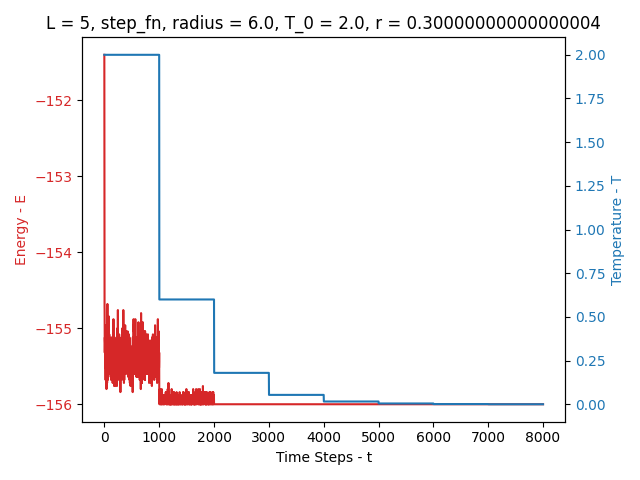 L = 5, step_fn, radius = 6.0, T_0 = 2.0, r = 0.30000000000000004
−152
−153
−154
−155
−156
Energy - E
2.00
1.75
1.50
1.25
1.00
0.75
0.50
0.25
0.00
Temperature - T
0 1000 2000 3000 4000 5000 6000 7000 8000
Time Steps - t